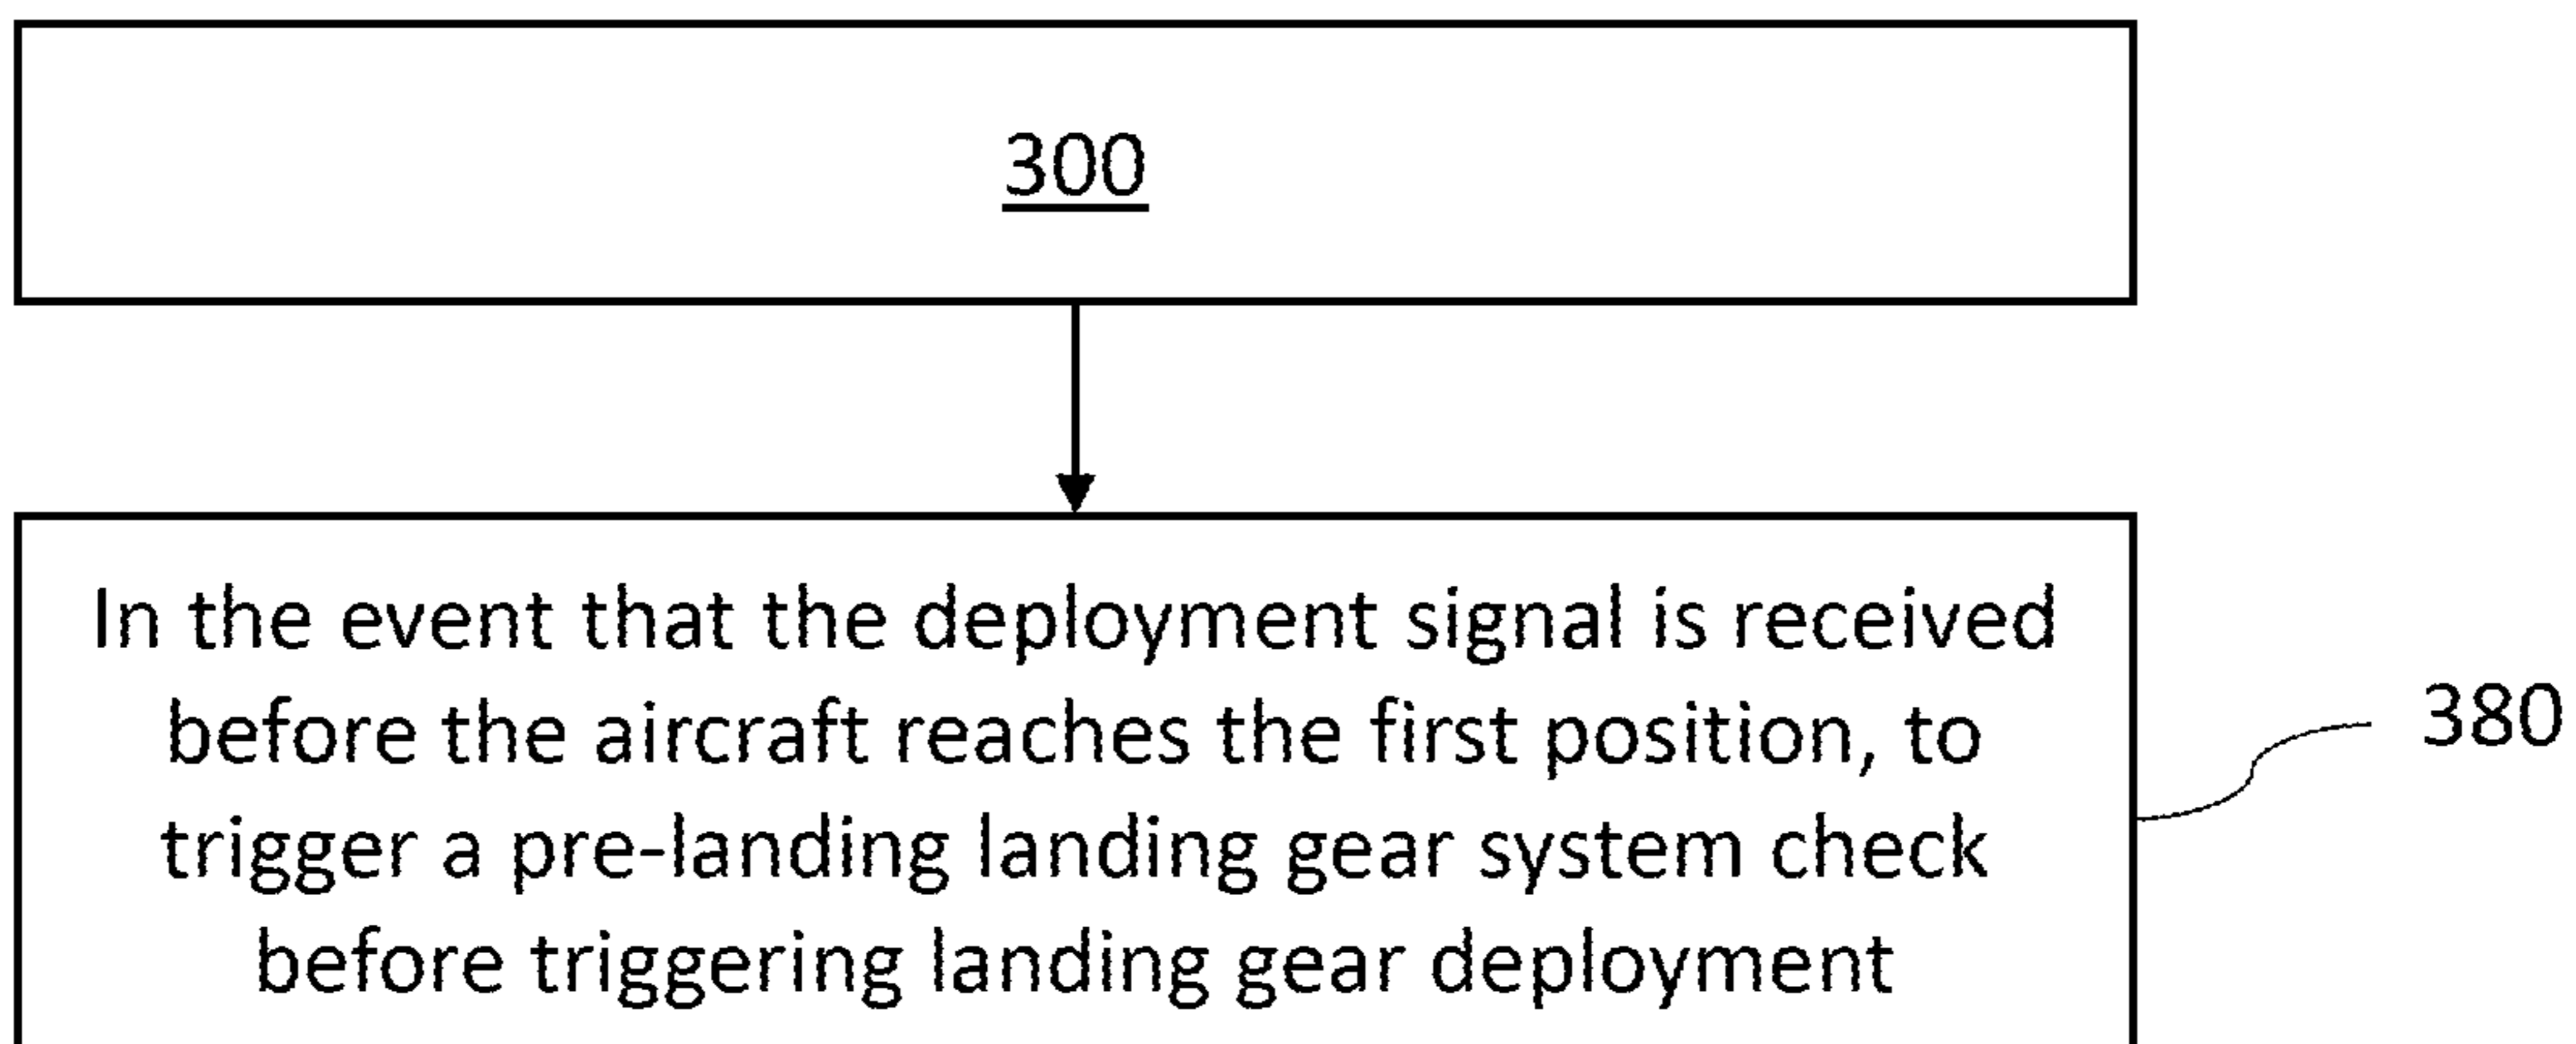 300
In the event that the deployment signal is received
before the aircraft reaches the first position, to
trigger a pre-landing landing gear system check
before triggering landing gear deployment
380